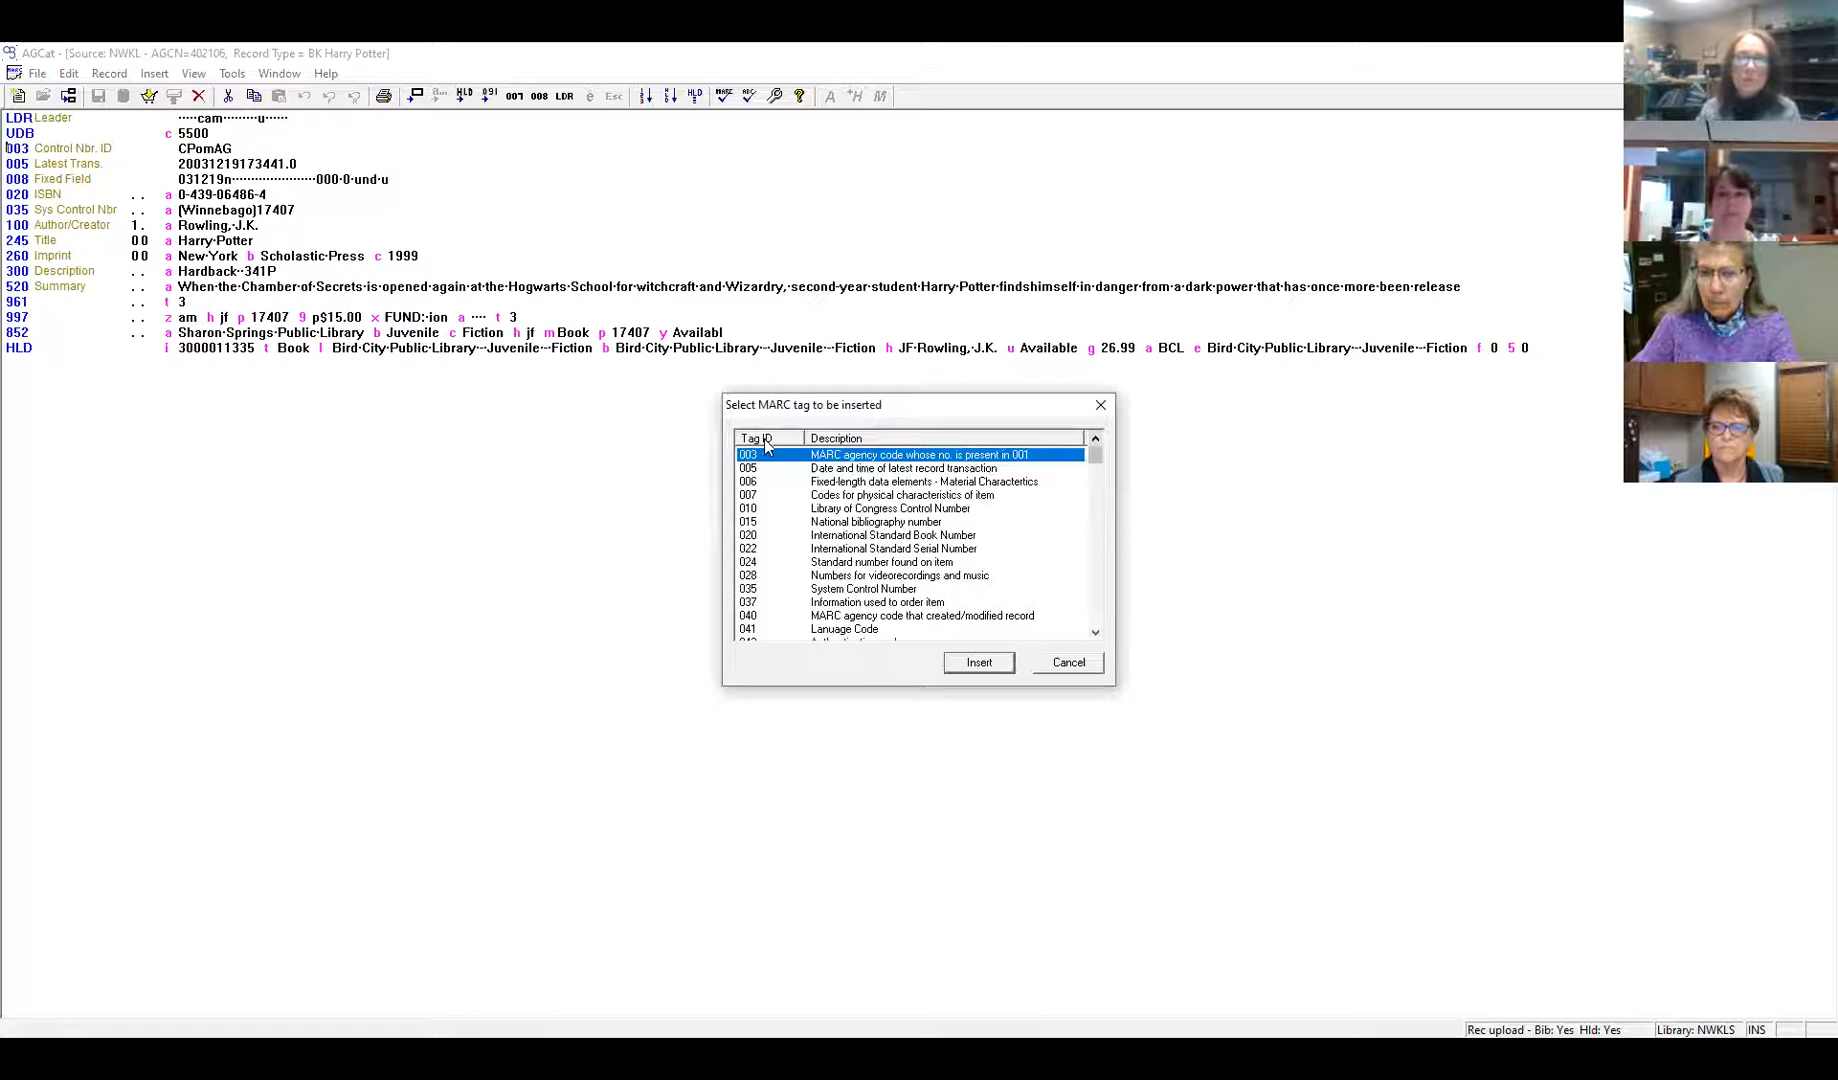 AGCat - [Source: NWKL - AGCN=402106, Record Type = BK Harry Potter]
File Edit Record Insert View Tools Window Help
HLD 091 007 008 LDR è Esc HLD MARC ABC A +H M
LDR Leader ·····cam········u······
UDB c 5500
003 Control Nbr. ID CPomAG
005 Latest Trans. 20031219173441.0
008 Fixed Field 031219n·····················000·0·und·u
020 ISBN . . a 0-439-06486-4
035 Sys Control Nbr . . a (Winnebago)17407
100 Author/Creator 1 . a Rowling,·J.K.
245 Title 0 0 a Harry·Potter
260 Imprint 0 0 a New·York b Scholastic·Press c 1999
300 Description . . a Hardback··341P
520 Summary . . a When·the·Chamber·of·Secrets·is·opened·again·at·the·Hogwarts·School·for·witchcraft·and·Wizardry,·second-year·student·Harry·Potter·findshimself·in·danger·from·a·dark·power·that·has·once·more·been·release
961 . . t 3
997 . . z am h jf p 17407 9 p$15.00 x FUND:·ion a ···· t 3
852 . . a Sharon·Springs·Public·Library b Juvenile c Fiction h jf m Book p 17407 y Availabl
HLD i 3000011335 t Book l Bird·City·Public·Library·-·Juvenile·-·Fiction b Bird·City·Public·Library·-·Juvenile·-·Fiction h JF·Rowling,·J.K. u Available g 26.99 a BCL e Bird·City·Public·Library·-·Juvenile·-·Fiction f 0 5 0
Select MARC tag to be inserted
Tag ID Description
003 MARC agency code whose no. is present in 001
005 Date and time of latest record transaction
006 Fixed-length data elements - Material Charactertics
007 Codes for physical characteristics of item
010 Library of Congress Control Number
015 National bibliography number
020 International Standard Book Number
022 International Standard Serial Number
024 Standard number found on item
028 Numbers for videorecordings and music
035 System Control Number
037 Information used to order item
040 MARC agency code that created/modified record
041 Lanuage Code
Insert Cancel
Rec upload - Bib: Yes Hld: Yes Library: NWKLS INS